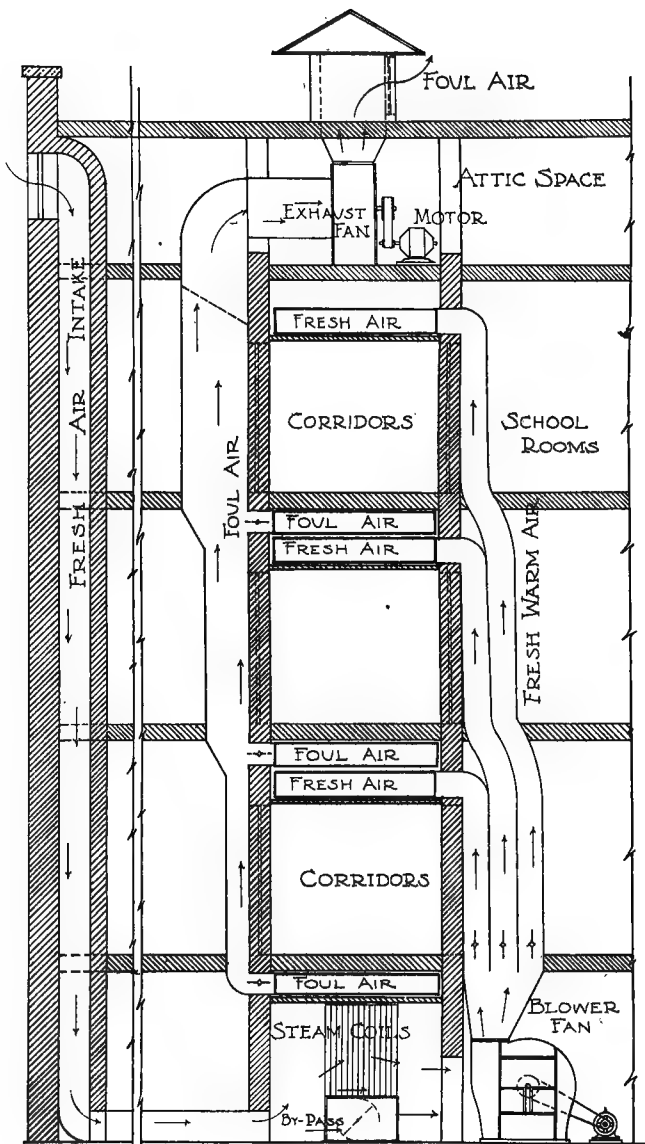 FOUL AIR
ATTIC SPACE
EXHAUST
FAN
MOTOR
FRESH AIR INTAKE
FRESH AIR
CORRIDORS
SCHOOL
ROOMS
FOUL AIR
FOUL AIR
FRESH AIR
FRESH WARM AIR
FOUL AIR
FRESH AIR
CORRIDORS
FOUL AIR
STEAM COILS
BLOWER
FAN
BY-PASS